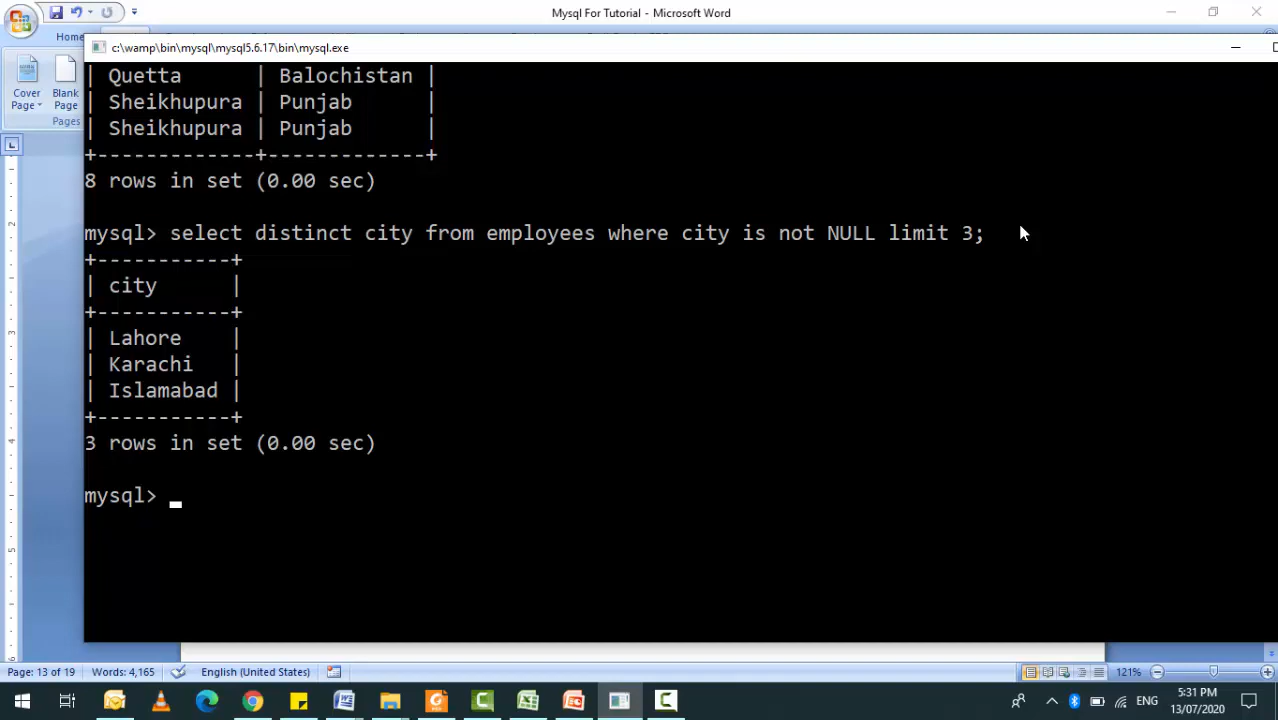 Mysql For Tutorial - Microsoft Word
Home
c:\wamp\bin\mysql\mysql5.6.17\bin\mysql.exe
Cover
Page
Blank
Page
Pages
| Quetta | Balochistan |
| Sheikhupura | Punjab |
| Sheikhupura | Punjab |
+-------------+-------------+
8 rows in set (0.00 sec)
mysql> select distinct city from employees where city is not NULL limit 3;
+-----------+
| city |
+-----------+
| Lahore |
| Karachi |
| Islamabad |
+-----------+
3 rows in set (0.00 sec)
mysql>
2
3
4
5
Page: 13 of 19
Words: 4,165
English (United States)
121%
ENG
5:31 PM
13/07/2020